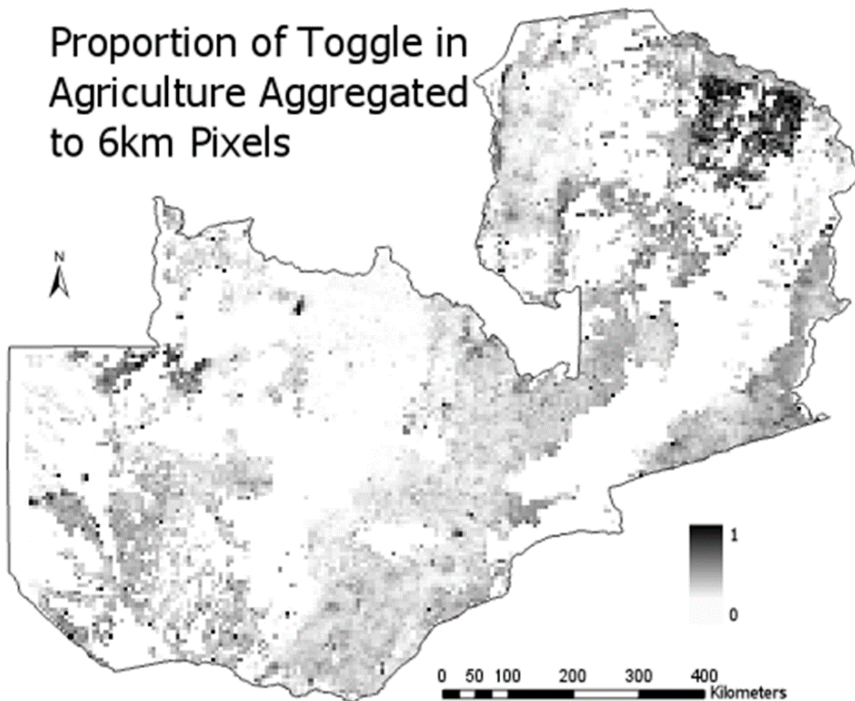 Proportion of Toggle in
Agriculture Aggregated
to 6km Pixels
N
1
0
0 50 100 200 300 400
Kilometers